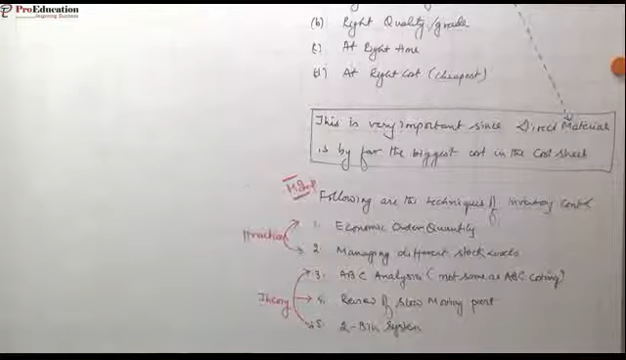 ProEducation
Inspiring Success
(b) Right Quality/grade
(c) At Right time
(d) At Right Cost (cheapest)
This is very important since Direct Material
is by far the biggest cost in the Cost sheet
Following are the techniques of inventory control
1. Economic Order Quantity
Practical
2. Managing different stock levels
3. ABC Analysis (not same as ABC costing)
Theory
4. Review of Slow Moving part
5. 2-Bin System